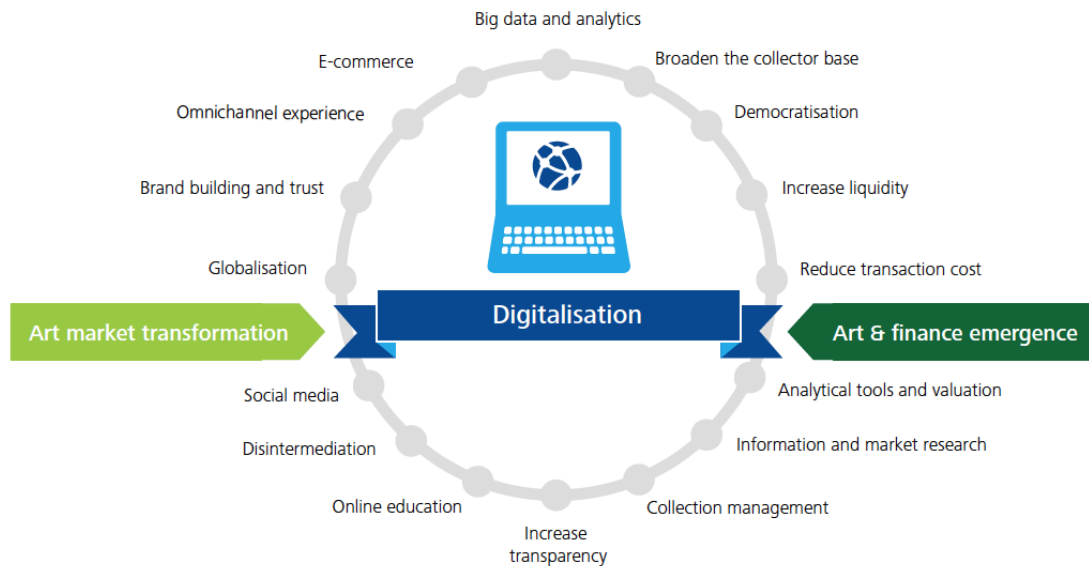 Big data and analytics
E-commerce
Broaden the collector base
Omnichannel experience
Democratisation
Brand building and trust
Increase liquidity
Globalisation
Reduce transaction cost
Art market transformation
Digitalisation
Art & finance emergence
Social media
Analytical tools and valuation
Disintermediation
Information and market research
Online education
Collection management
Increase
transparency